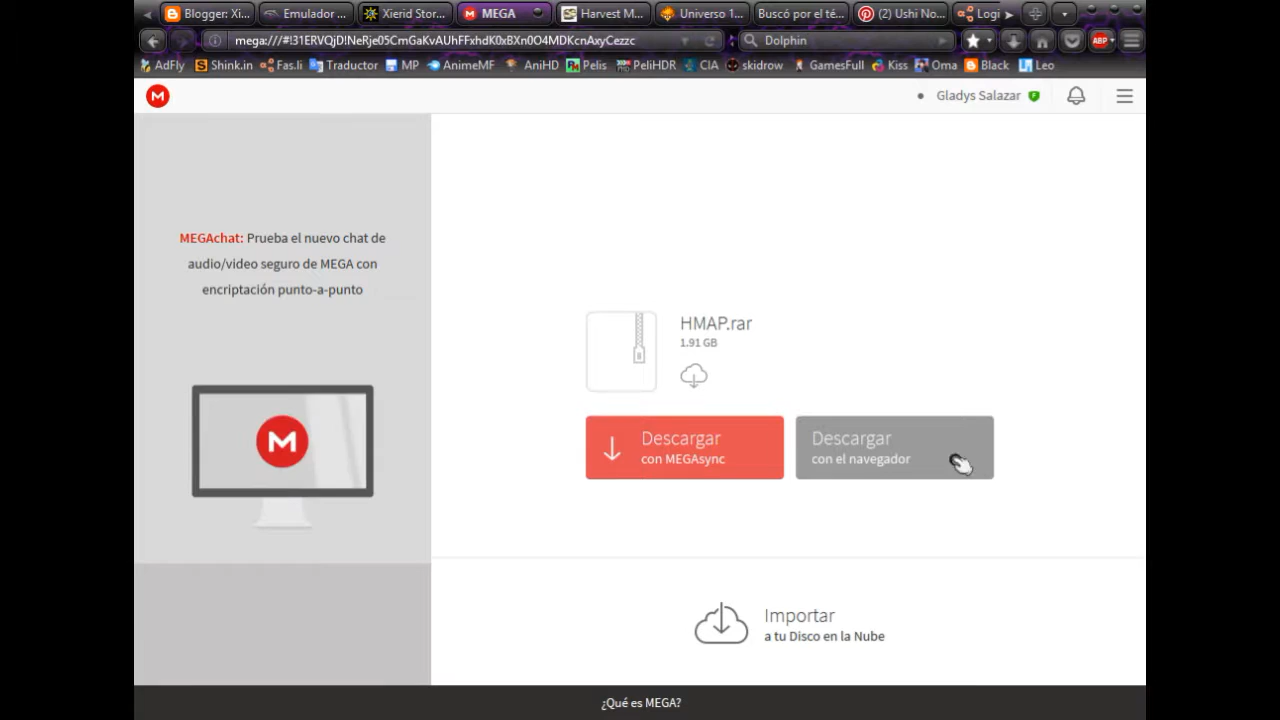 Blogger: Xi...
Emulador ...
Xierid Stor...
MEGA
Harvest M...
Universo 1...
Buscó por el té...
(2) Ushi No...
Logi
mega:///#!31ERVQjD!NeRje05CmGaKvAUhFFxhdK0xBXn0O4MDKcnAxyCezzc
Dolphin
ABP
AdFly
Shink.in
Fas.li
Traductor
MP
AnimeMF
AniHD
Pelis
PeliHDR
CIA
skidrow
GamesFull
Kiss
Oma
Black
Leo
M
Gladys Salazar
MEGAchat: Prueba el nuevo chat de
audio/video seguro de MEGA con
encriptación punto-a-punto
M
HMAP.rar
1.91 GB
Descargar
con MEGAsync
Descargar
con el navegador
Importar
a tu Disco en la Nube
¿Qué es MEGA?